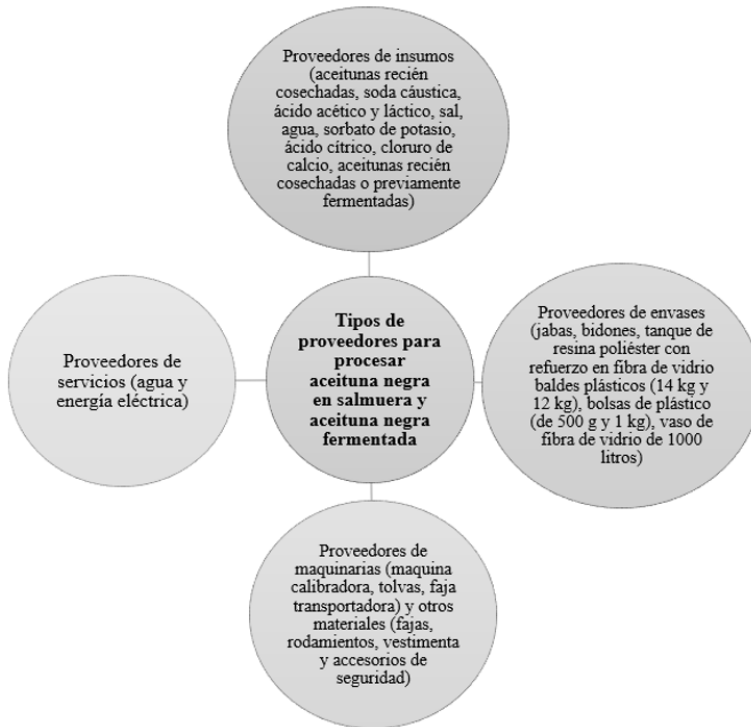 Proveedores de insumos
(aceitunas recién
cosechadas, soda cáustica,
ácido acético y láctico, sal,
agua, sorbato de potasio,
ácido cítrico, cloruro de
calcio, aceitunas recién
cosechadas o previamente
fermentadas)
Proveedores de
servicios (agua y
energía eléctrica)
Tipos de
proveedores para
procesar
aceituna negra
en salmuera y
aceituna negra
fermentada
Proveedores de envases
(jabas, bidones, tanque de
resina poliéster con
refuerzo en fibra de vidrio
baldes plásticos (14 kg y
12 kg), bolsas de plástico
(de 500 g y 1 kg), vaso de
fibra de vidrio de 1000
litros)
Proveedores de
maquinarias (maquina
calibradora, tolvas, faja
transportadora) y otros
materiales (fajas,
rodamientos, vestimenta
y accesorios de
seguridad)